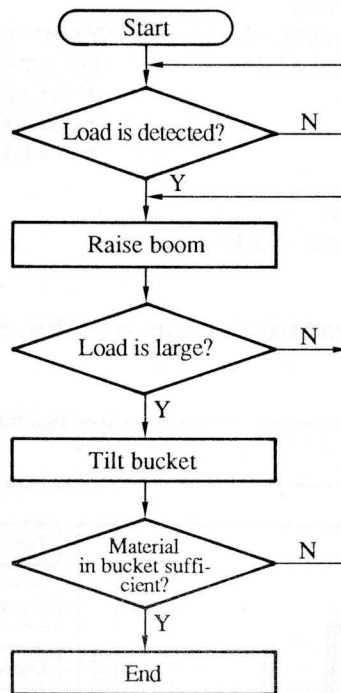 Start
Load is detected?
N
Y
Raise boom
Load is large?
N
Y
Tilt bucket
Material
in bucket suffi-
cient?
N
Y
End